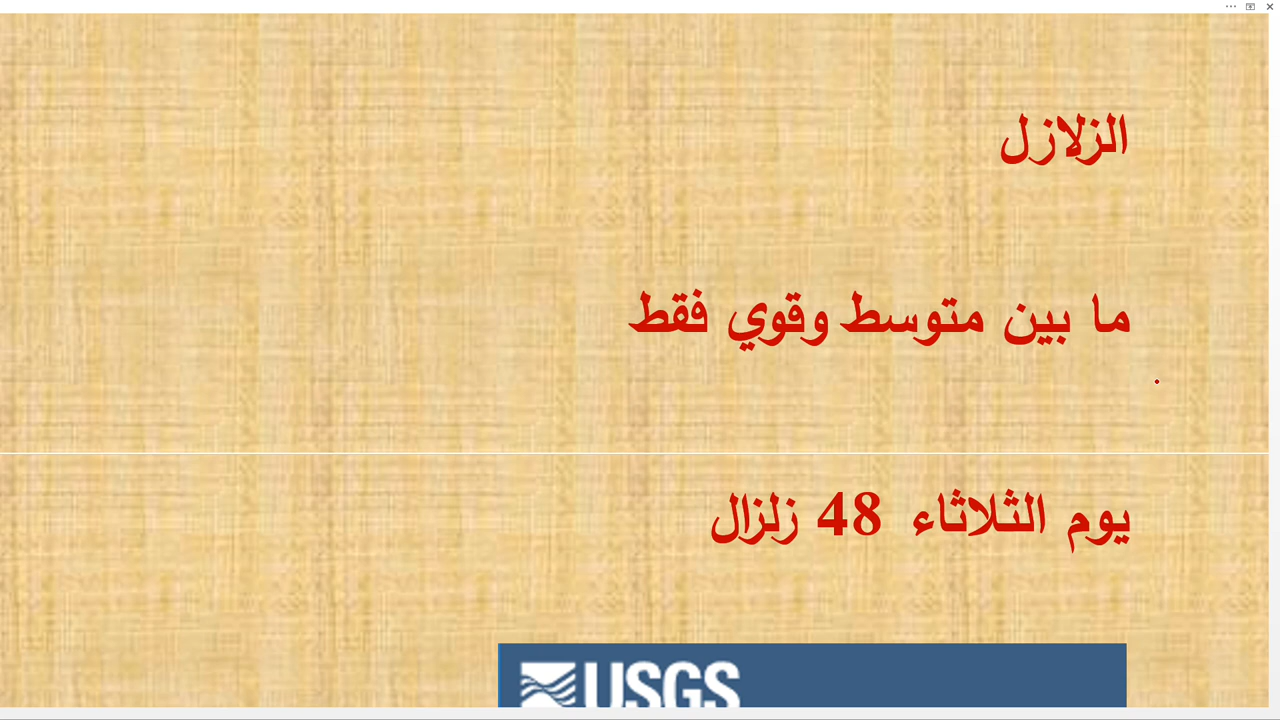 الزلازل
ما بين متوسط وقوي فقط
.
يوم الثلاثاء 48 زلزال
USGS